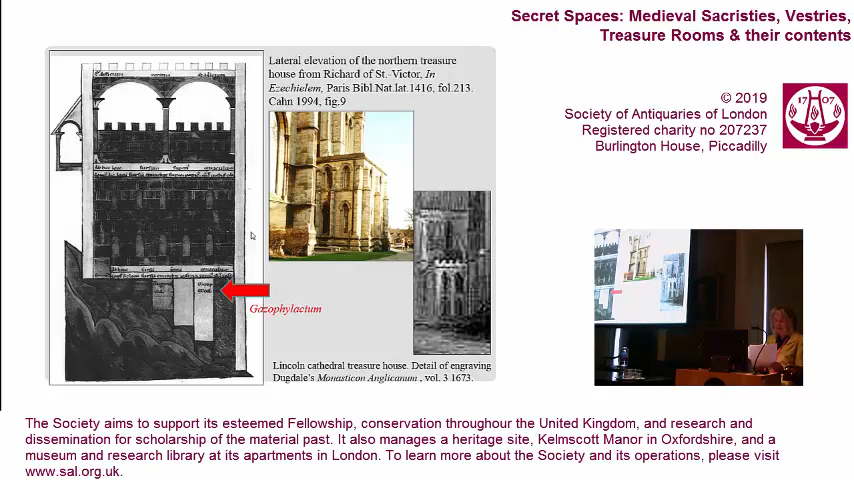 Secret Spaces: Medieval Sacristies, Vestries,
Treasure Rooms & their contents
Lateral elevation of the northern treasure
house from Richard of St.-Victor, In
Ezechielem, Paris Bibl.Nat.lat.1416, fol.213.
Cahn 1994, fig.9
© 2019
Society of Antiquaries of London
Registered charity no 207237
Burlington House, Piccadilly
17 07
Gazophylacium
Lincoln cathedral treasure house. Detail of engraving
Dugdale's Monasticon Anglicanum , vol. 3 1673.
The Society aims to support its esteemed Fellowship, conservation throughour the United Kingdom, and research and
dissemination for scholarship of the material past. It also manages a heritage site, Kelmscott Manor in Oxfordshire, and a
museum and research library at its apartments in London. To learn more about the Society and its operations, please visit
www.sal.org.uk.